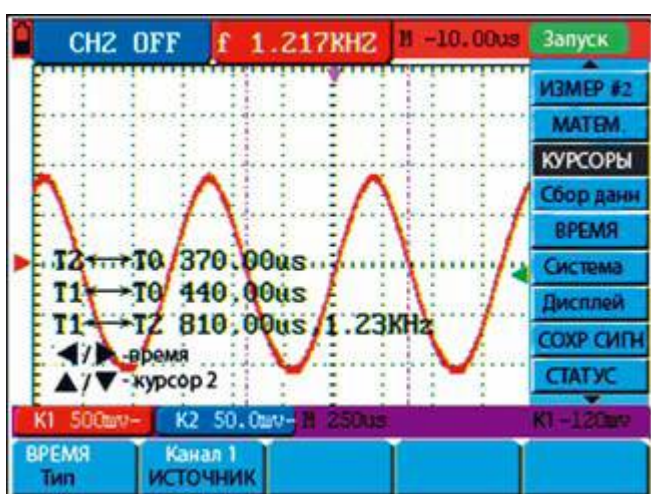 CH2 OFF f 1.217KHZ M -10.00us Запуск
ИЗМЕР #2
МАТЕМ.
КУРСОРЫ
Сбор данн
ВРЕМЯ
Система
Дисплей
СОХР СИГН
СТАТУС
T2←→T0 370.00us
T1←→T0 440.00us
T1←→T2 810.00us 1.23KHz
◀/▶ -время
▲/▼ - курсор 2
K1 500mv~ K2 50.0mv~ M 250us K1 -120mv
ВРЕМЯ
Тип
Канал 1
ИСТОЧНИК